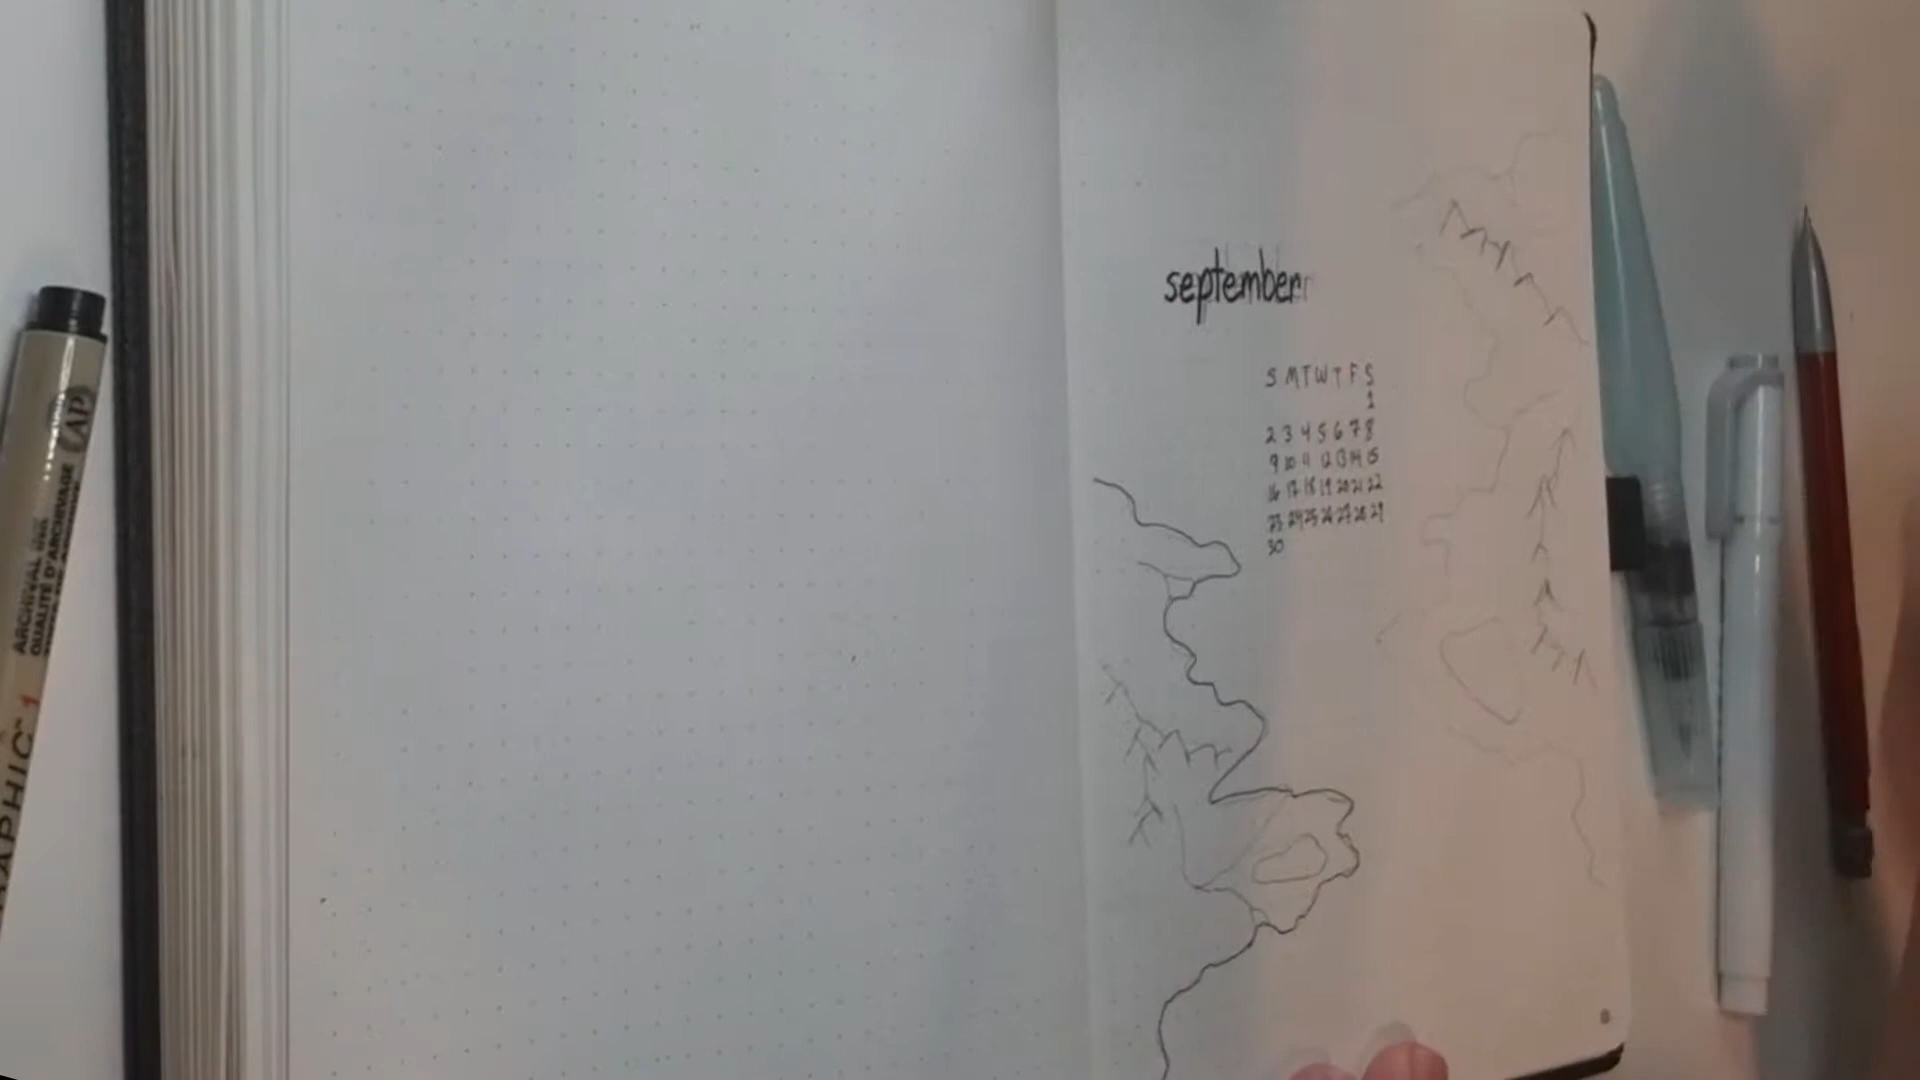 september
S M T W T F S
1
2 3 4 5 6 7 8
9 10 11 12 13 14 15
16 17 18 19 20 21 22
23 24 25 26 27 28 29
30
AP
ARCHIVAL INK
QUALITÉ D'ARCHIVAGE
1